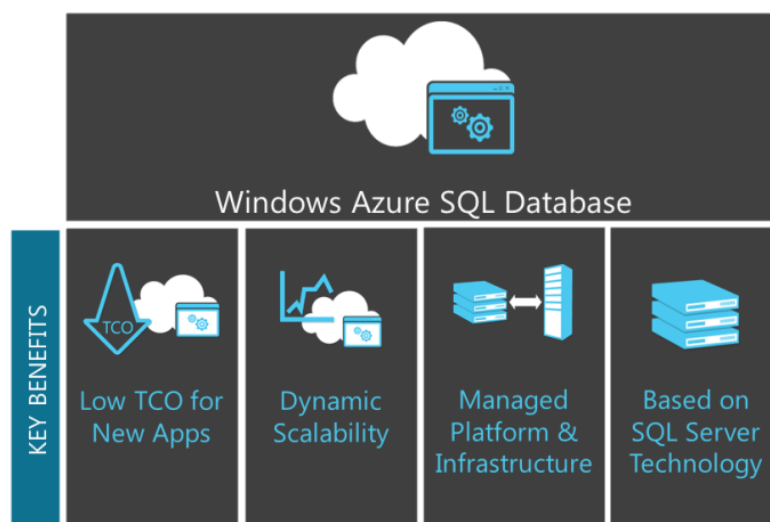 Windows Azure SQL Database
KEY BENEFITS
TCO
Low TCO for
New Apps
Dynamic
Scalability
Managed
Platform &
Infrastructure
Based on
SQL Server
Technology